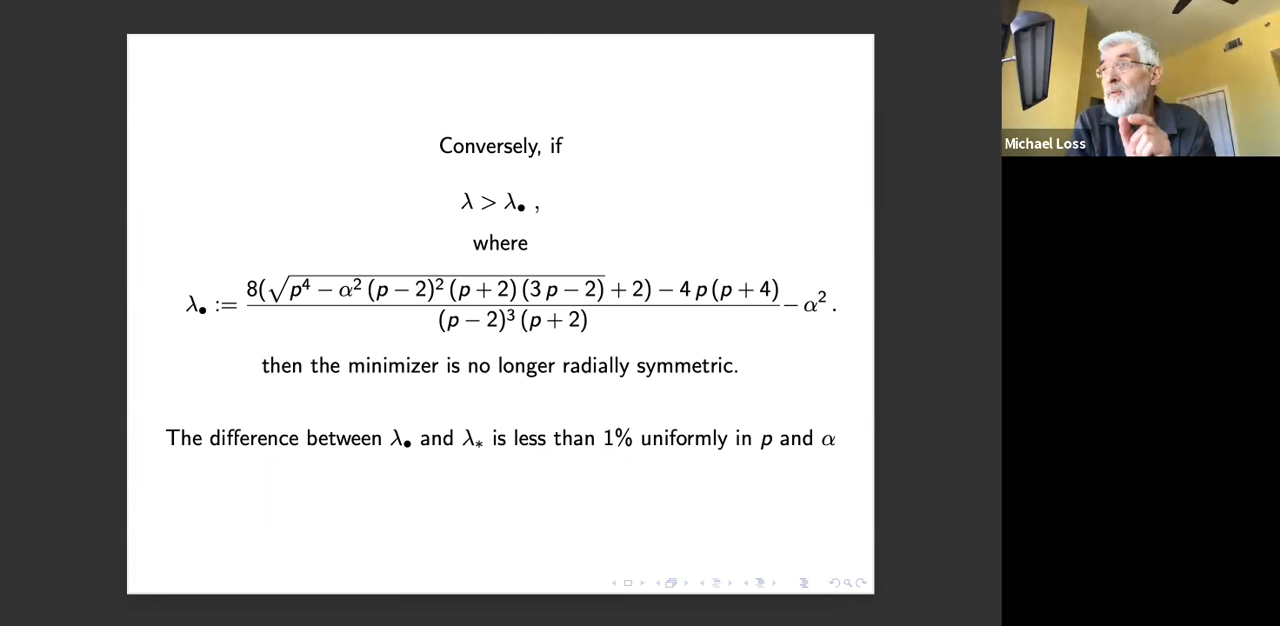 Conversely, if
λ > λ• ,
where
λ• := 8(√(p⁴ − α² (p − 2)² (p + 2) (3 p − 2)) + 2) − 4 p (p + 4) / (p − 2)³ (p + 2) − α² .
then the minimizer is no longer radially symmetric.
The difference between λ• and λ∗ is less than 1% uniformly in p and α
Michael Loss